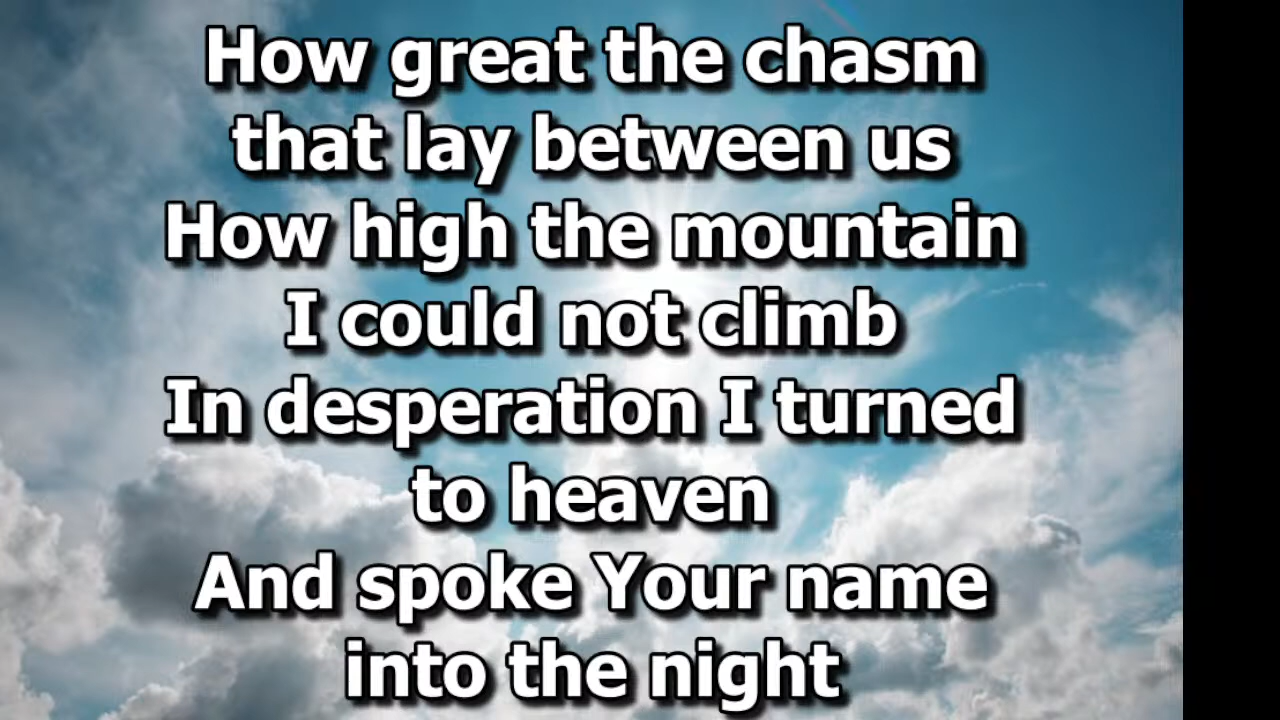 How great the chasm
that lay between us
How high the mountain
I could not climb
In desperation I turned
to heaven
And spoke Your name
into the night